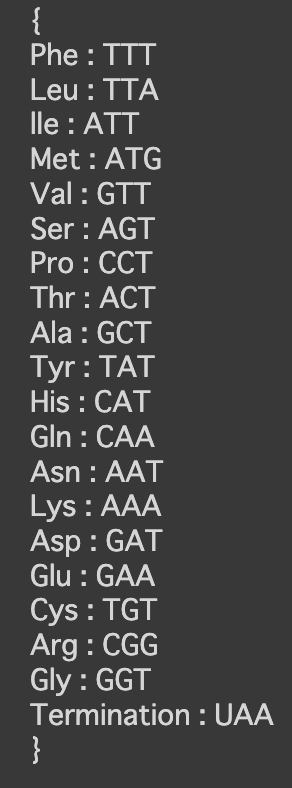 {
Phe : TTT
Leu : TTA
Ile : ATT
Met : ATG
Val : GTT
Ser : AGT
Pro : CCT
Thr : ACT
Ala : GCT
Tyr : TAT
His : CAT
Gln : CAA
Asn : AAT
Lys : AAA
Asp : GAT
Glu : GAA
Cys : TGT
Arg : CGG
Gly : GGT
Termination : UAA
}